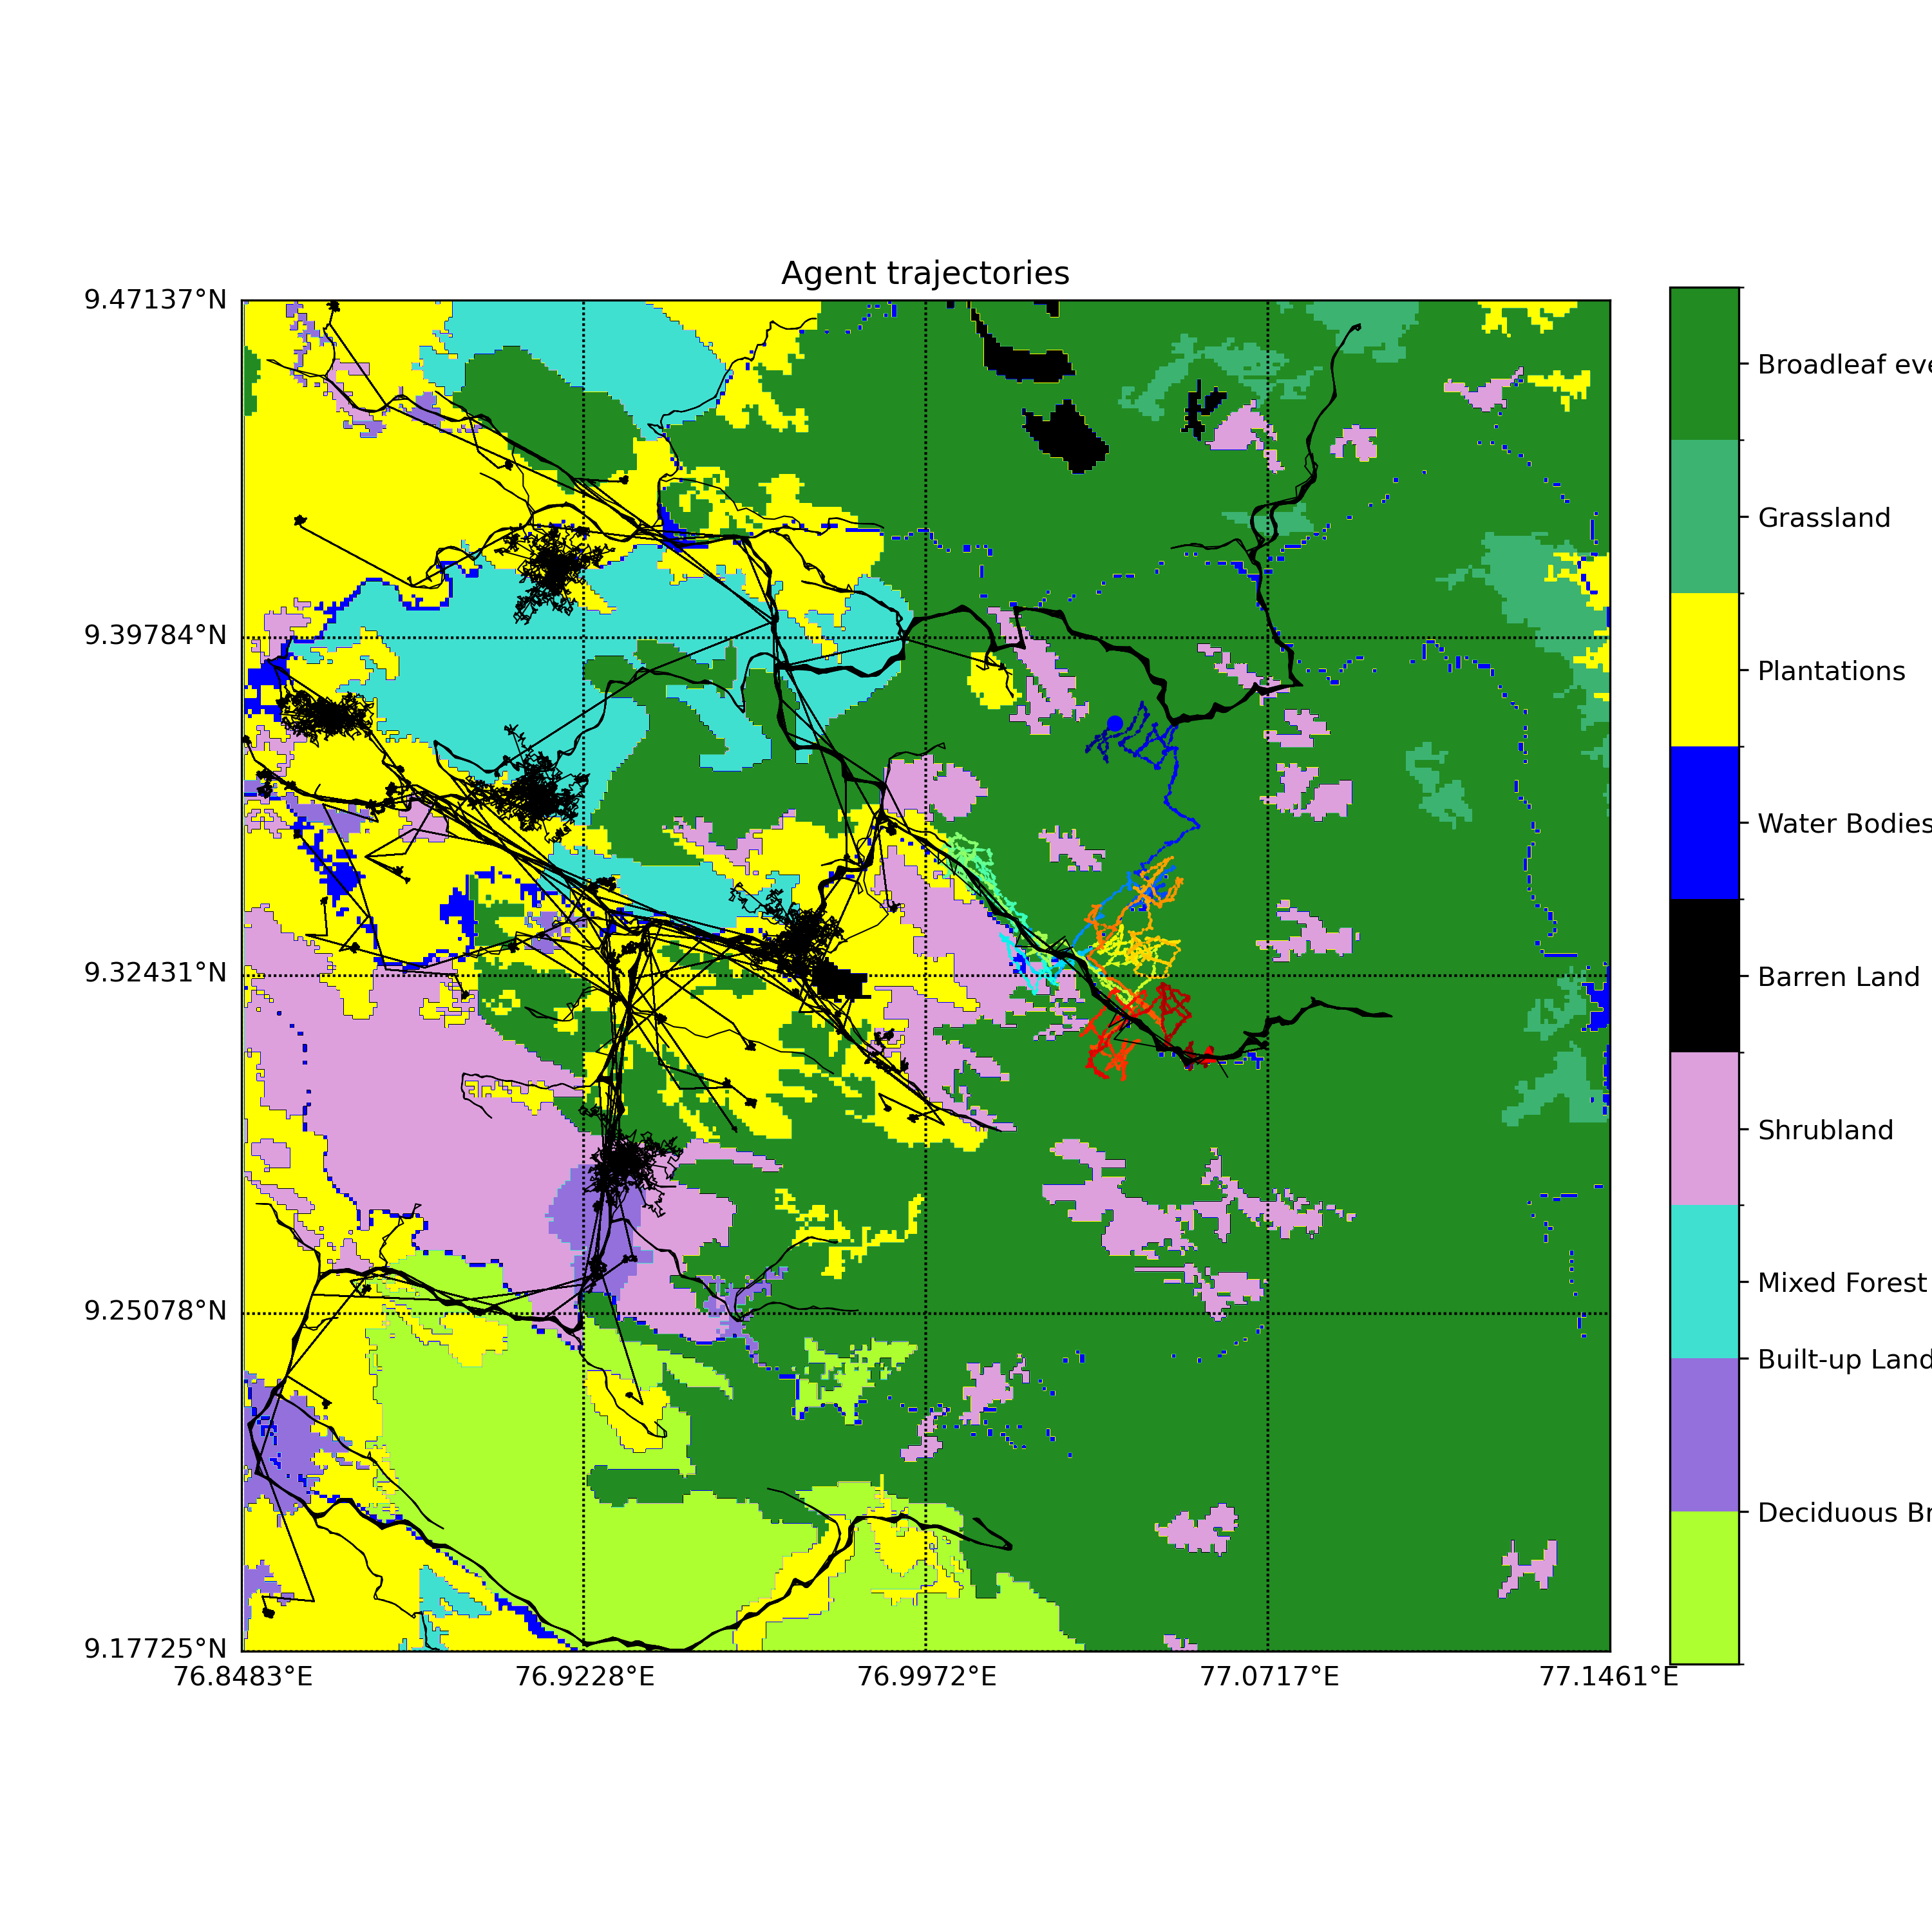 Agent trajectories
9.47137°N
9.39784°N
9.32431°N
9.25078°N
9.17725°N
76.8483°E
76.9228°E
76.9972°E
77.0717°E
77.1461°E
Broadleaf eve
Grassland
Plantations
Water Bodies
Barren Land
Shrubland
Mixed Forest
Built-up Land
Deciduous Br